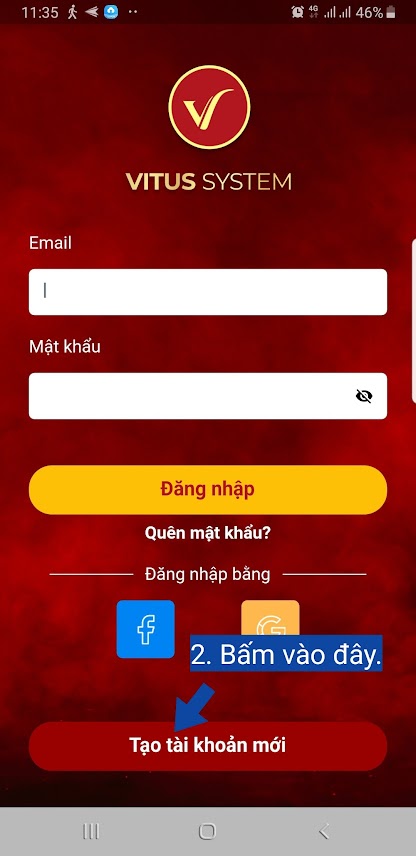 11:35
4G
46%
VITUS SYSTEM
Email
Mật khẩu
Đăng nhập
Quên mật khẩu?
Đăng nhập bằng
2. Bấm vào đây.
Tạo tài khoản mới